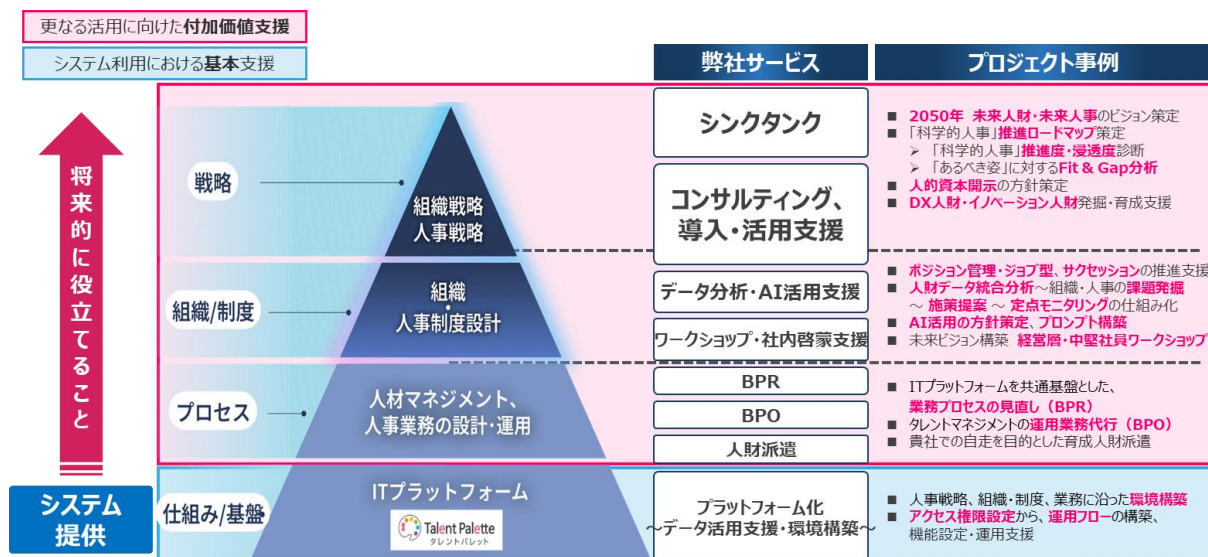 更なる活用に向けた付加価値支援
システム利用における基本支援
弊社サービス
プロジェクト事例
将来的に役立てること
システム
提供
戦略
組織/制度
プロセス
仕組み/基盤
組織戦略
人事戦略
組織
・
人事制度設計
人材マネジメント、
人事業務の設計・運用
ITプラットフォーム
Talent Palette
タレントパレット
シンクタンク
コンサルティング、
導入・活用支援
データ分析・AI活用支援
ワークショップ・社内啓蒙支援
BPR
BPO
人財派遣
プラットフォーム化
～データ活用支援・環境構築～
■ 2050年 未来人財・未来人事のビジョン策定
■ 「科学的人事」推進ロードマップ策定
➢ 「科学的人事」推進度・浸透度診断
➢ 「あるべき姿」に対するFit & Gap分析
■ 人的資本開示の方針策定
■ DX人財・イノベーション人財発掘・育成支援
■ ポジション管理・ジョブ型、サクセッションの推進支援
■ 人財データ統合分析～組織・人事の課題発掘
～ 施策提案 ～ 定点モニタリングの仕組み化
■ AI活用の方針策定、プロンプト構築
■ 未来ビジョン構築 経営層・中堅社員ワークショップ
■ ITプラットフォームを共通基盤とした、
業務プロセスの見直し（BPR）
■ タレントマネジメントの運用業務代行（BPO）
■ 貴社での自走を目的とした育成人財派遣
■ 人事戦略、組織・制度、業務に沿った環境構築
■ アクセス権限設定から、運用フローの構築、
機能設定・運用支援